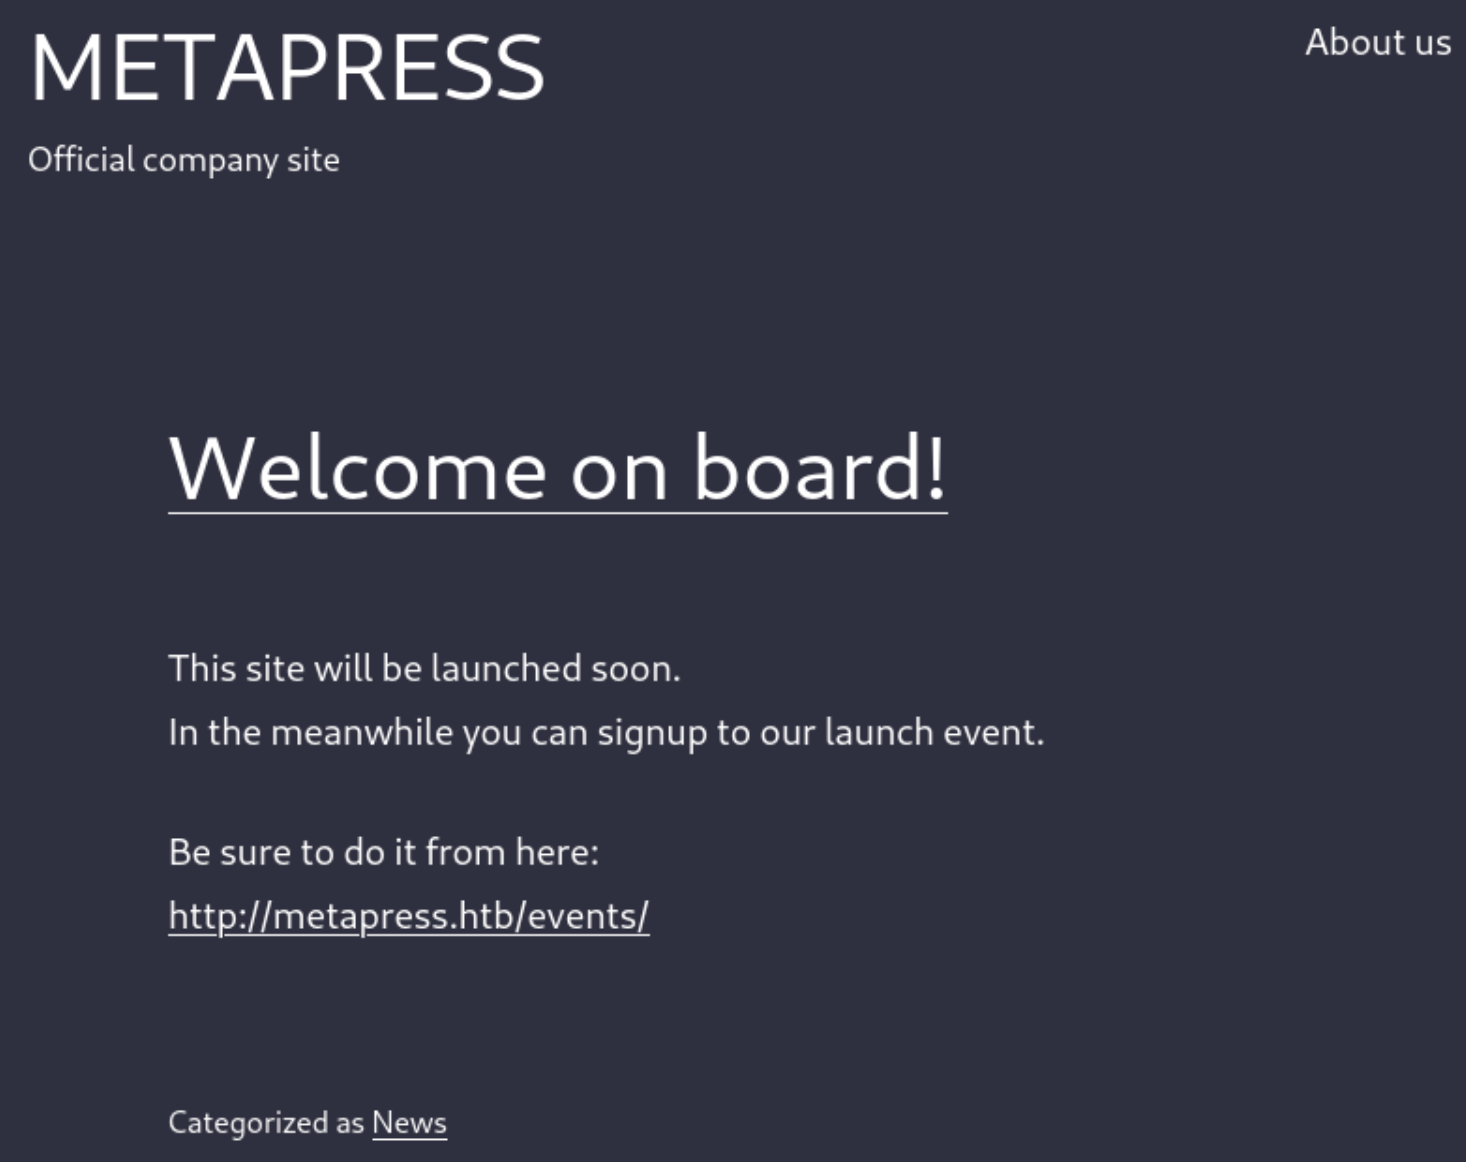 METAPRESS
About us
Official company site
Welcome on board!
This site will be launched soon.
In the meanwhile you can signup to our launch event.
Be sure to do it from here:
http://metapress.htb/events/
Categorized as News